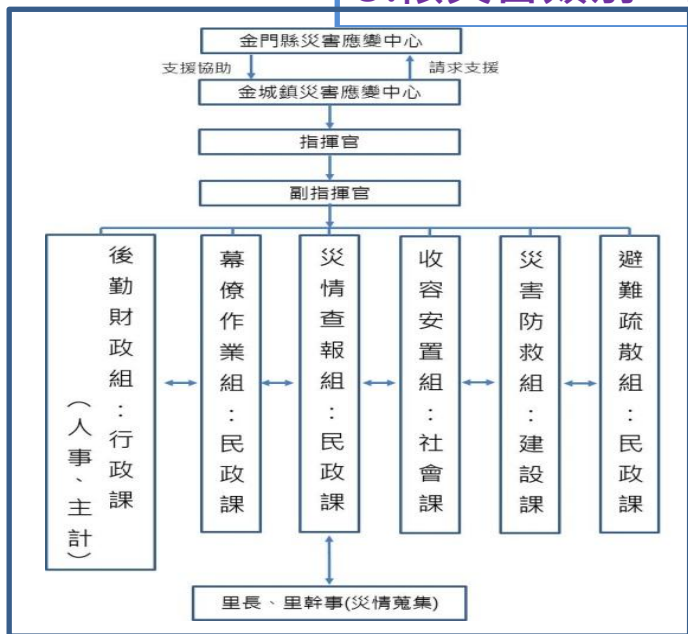 金門縣災害應變中心
支援協助
請求支援
金城鎮災害應變中心
指揮官
副指揮官
後勤財政組：行政課
（人事、主計）
幕僚作業組：民政課
災情查報組：民政課
收容安置組：社會課
災害防救組：建設課
避難疏散組：民政課
里長、里幹事(災情蒐集)